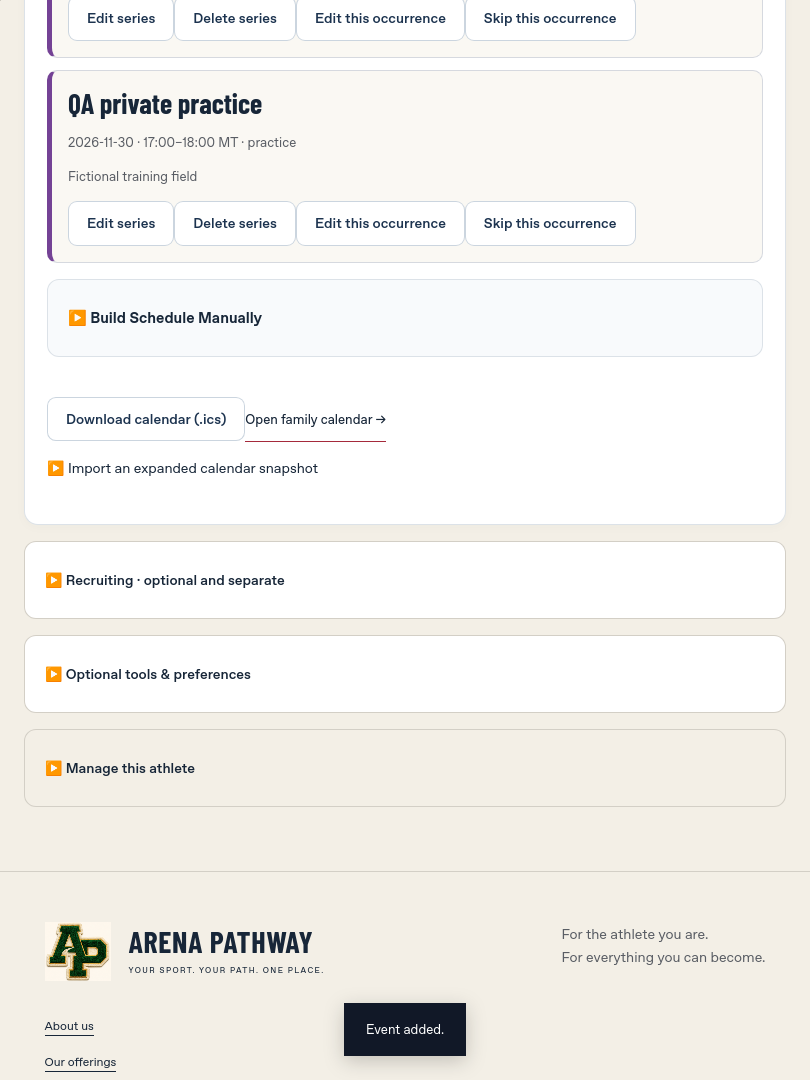 Edit series
Delete series
Edit this occurrence
Skip this occurrence
QA private practice
2026-11-30 · 17:00–18:00 MT · practice
Fictional training field
Edit series
Delete series
Edit this occurrence
Skip this occurrence
▶️ Build Schedule Manually
Download calendar (.ics)
Open family calendar →
▶️ Import an expanded calendar snapshot
▶️ Recruiting · optional and separate
▶️ Optional tools & preferences
▶️ Manage this athlete
AP
ARENA PATHWAY
YOUR SPORT. YOUR PATH. ONE PLACE.
For the athlete you are.
For everything you can become.
About us
Our offerings
Event added.